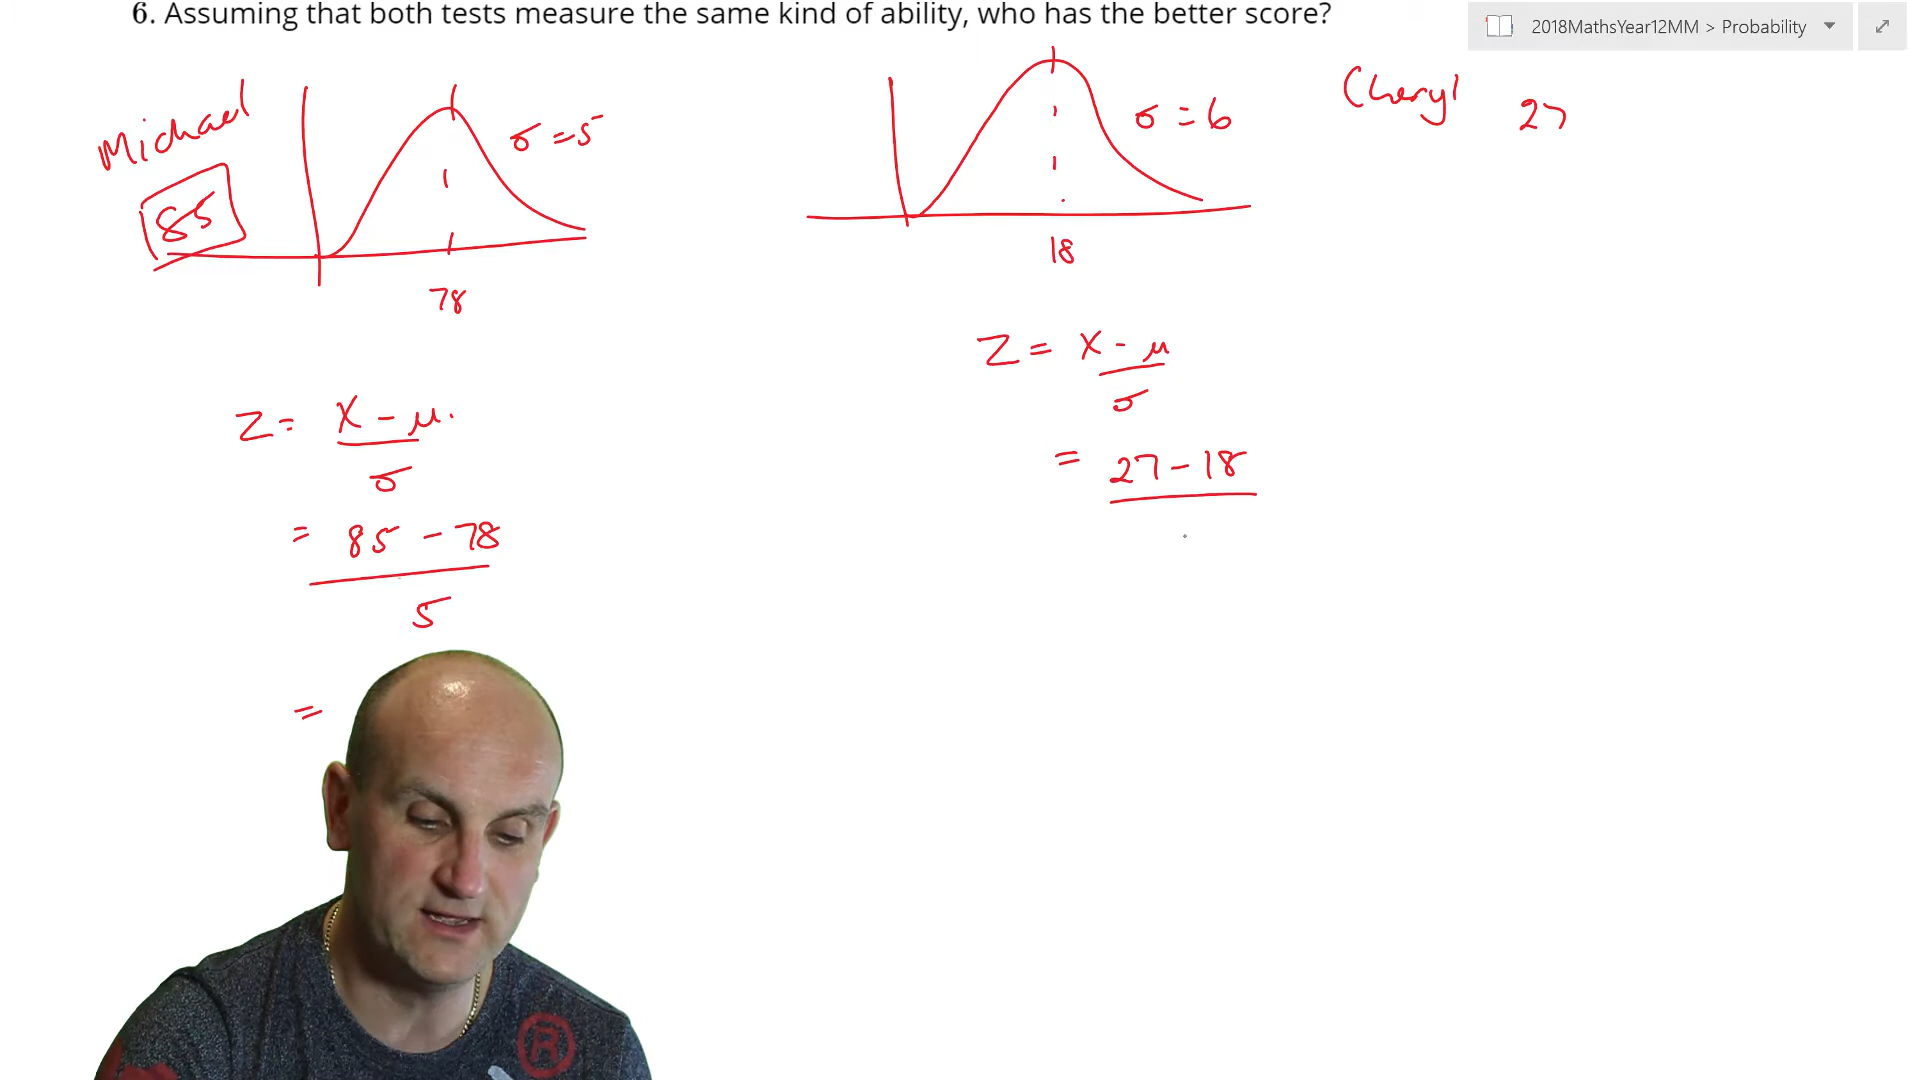 6. Assuming that both tests measure the same kind of ability, who has the better score?
2018MathsYear12MM > Probability
Michael
85
σ = 5
78
σ = 6
18
Cheryl 27
Z = X - μ.
σ
= 85 - 78
5
=
Z = X - μ
σ
= 27 - 18
®